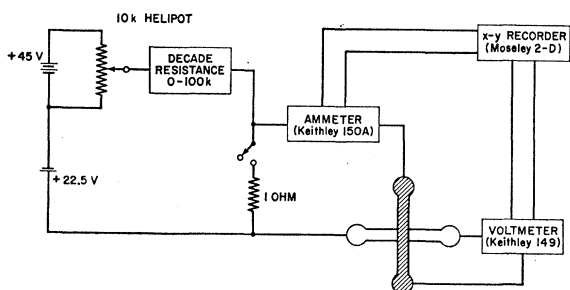 10k HELIPOT
+45 V
DECADE
RESISTANCE
0-100k
x-y RECORDER
(Moseley 2-D)
AMMETER
(Keithley 150A)
+22.5 V
1 OHM
VOLTMETER
(Keithley 149)